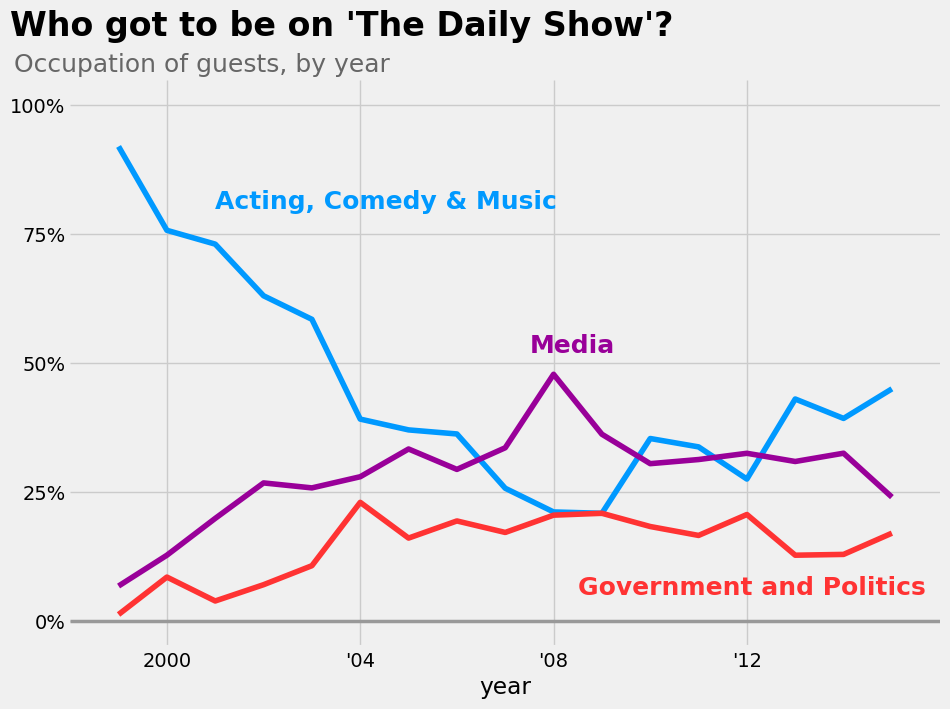 Who got to be on 'The Daily Show'?
Occupation of guests, by year
100%
Acting, Comedy & Music
75%
Media
50%
25%
Government and Politics
0%
2000 '04 '08 '12
year